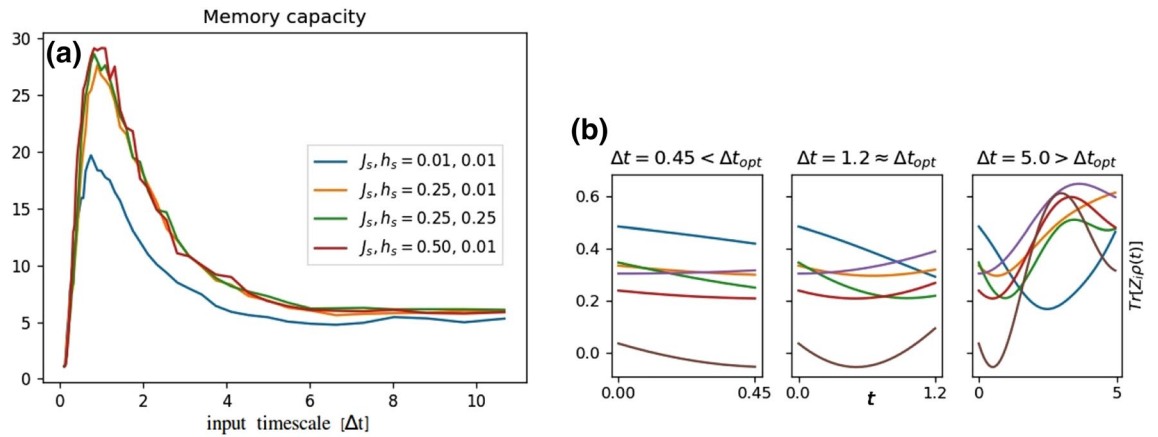 Memory capacity
(a)
30
25
20
15
10
5
0
0 2 4 6 8 10
input timescale [Δt]
J_s, h_s = 0.01, 0.01
J_s, h_s = 0.25, 0.01
J_s, h_s = 0.25, 0.25
J_s, h_s = 0.50, 0.01
(b)
Δt = 0.45 < Δt_opt
Δt = 1.2 ≈ Δt_opt
Δt = 5.0 > Δt_opt
0.6
0.4
0.2
0.0
0.00 0.45
0.0 1.2
0 5
t
Tr[Z_iρ(t)]